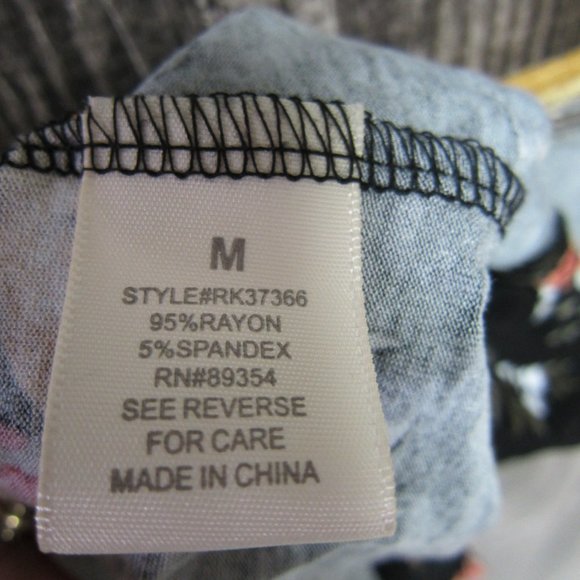 M
STYLE#RK37366
95%RAYON
5%SPANDEX
RN#89354
SEE REVERSE
FOR CARE
MADE IN CHINA